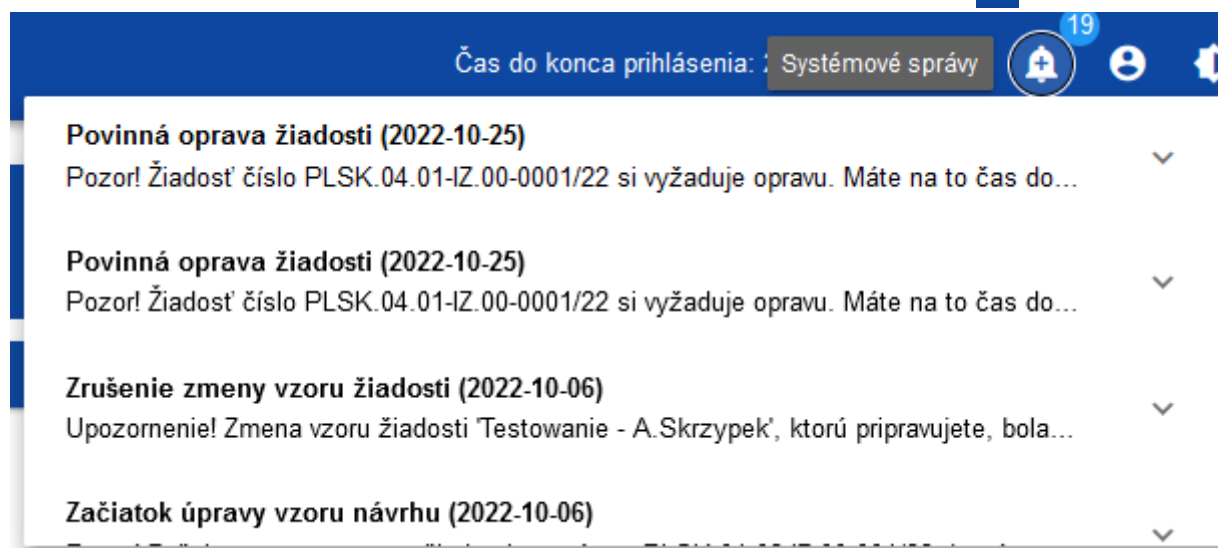 19
Čas do konca prihlásenia:
Systémové správy
Povinná oprava žiadosti (2022-10-25)
Pozor! Žiadosť číslo PLSK.04.01-IZ.00-0001/22 si vyžaduje opravu. Máte na to čas do...
Povinná oprava žiadosti (2022-10-25)
Pozor! Žiadosť číslo PLSK.04.01-IZ.00-0001/22 si vyžaduje opravu. Máte na to čas do...
Zrušenie zmeny vzoru žiadosti (2022-10-06)
Upozornenie! Zmena vzoru žiadosti 'Testowanie - A.Skrzypek', ktorú pripravujete, bola...
Začiatok úpravy vzoru návrhu (2022-10-06)